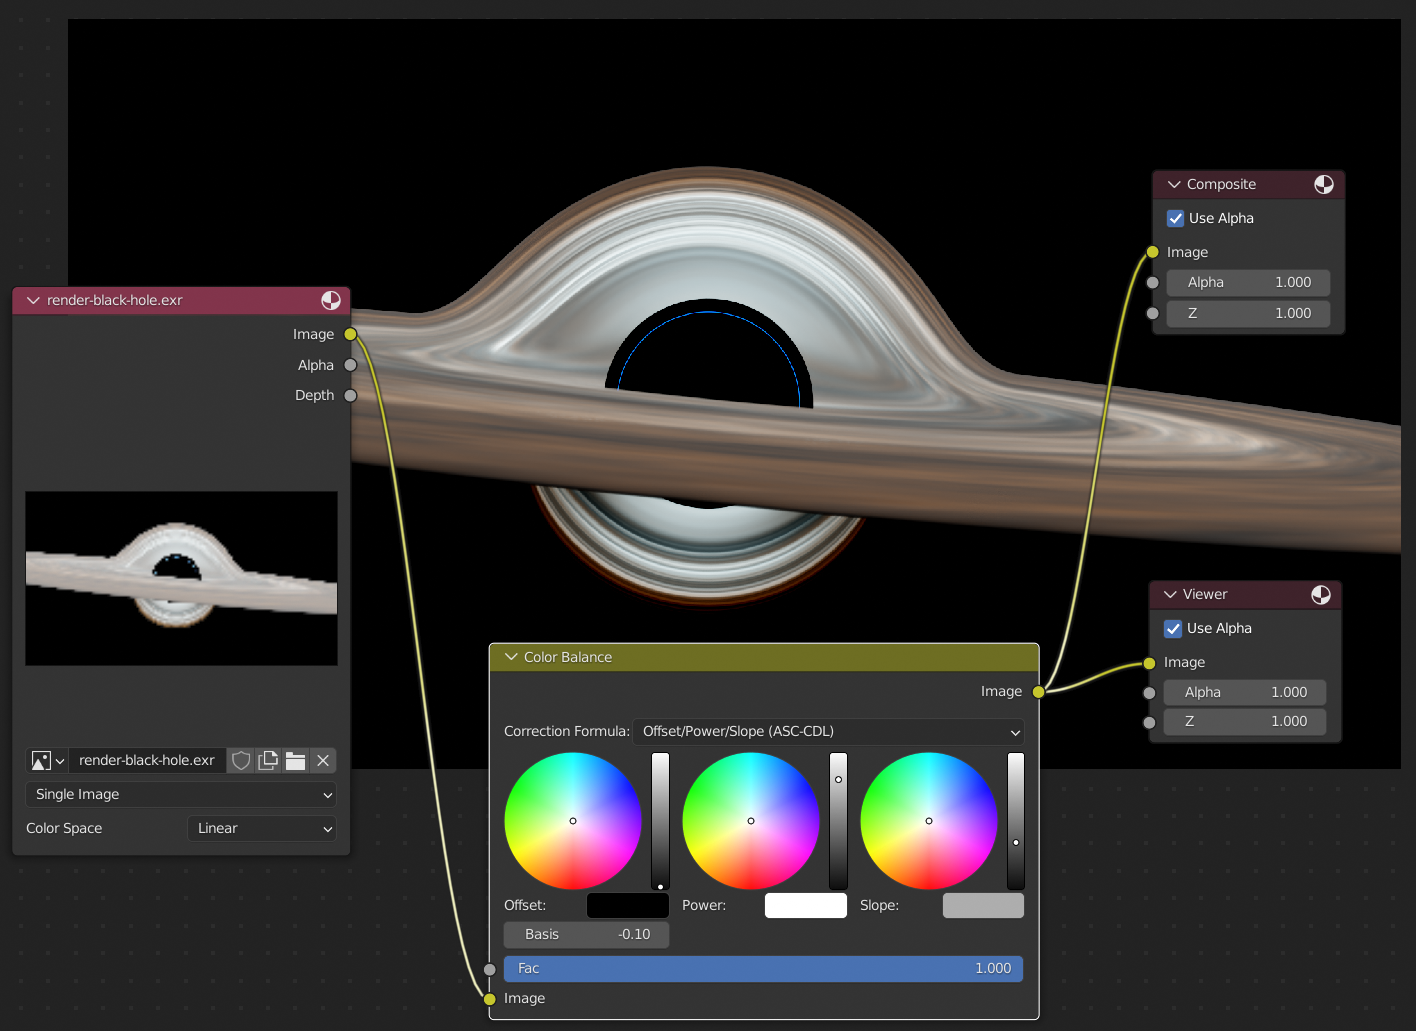 render-black-hole.exr
Image
Alpha
Depth
render-black-hole.exr
Single Image
Color Space Linear
Color Balance
Image
Correction Formula: Offset/Power/Slope (ASC-CDL)
Offset: Power: Slope:
Basis -0.10
Fac 1.000
Image
Composite
Use Alpha
Image
Alpha 1.000
Z 1.000
Viewer
Use Alpha
Image
Alpha 1.000
Z 1.000